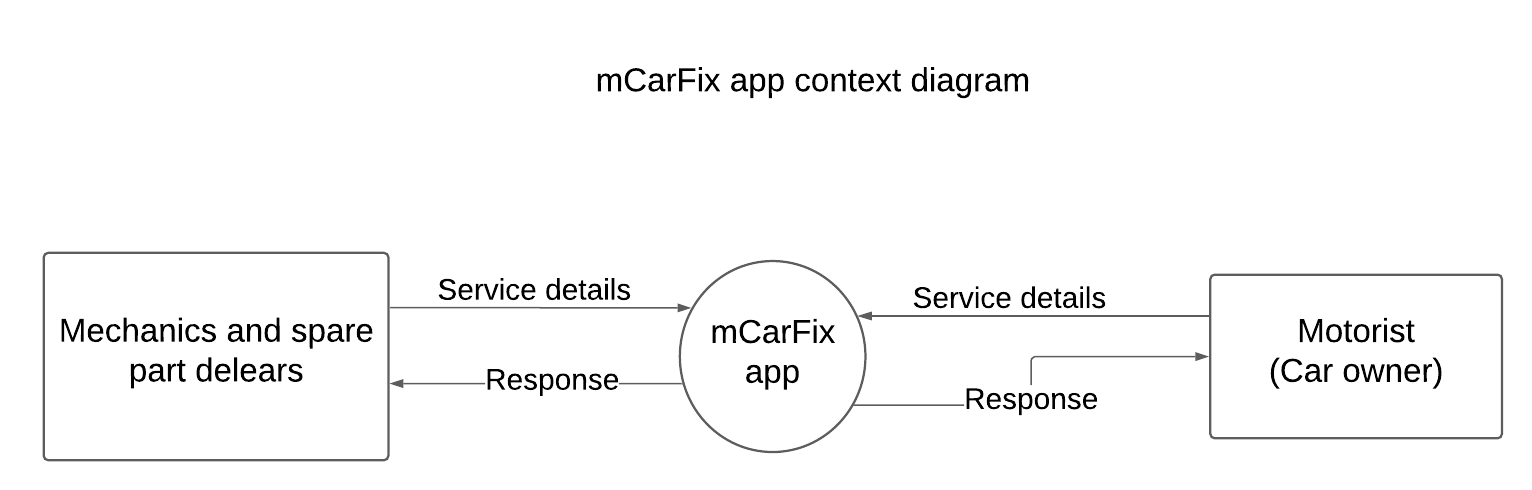 mCarFix app context diagram
Service details
Service details
Mechanics and spare
part delears
mCarFix
app
Motorist
(Car owner)
Response
Response